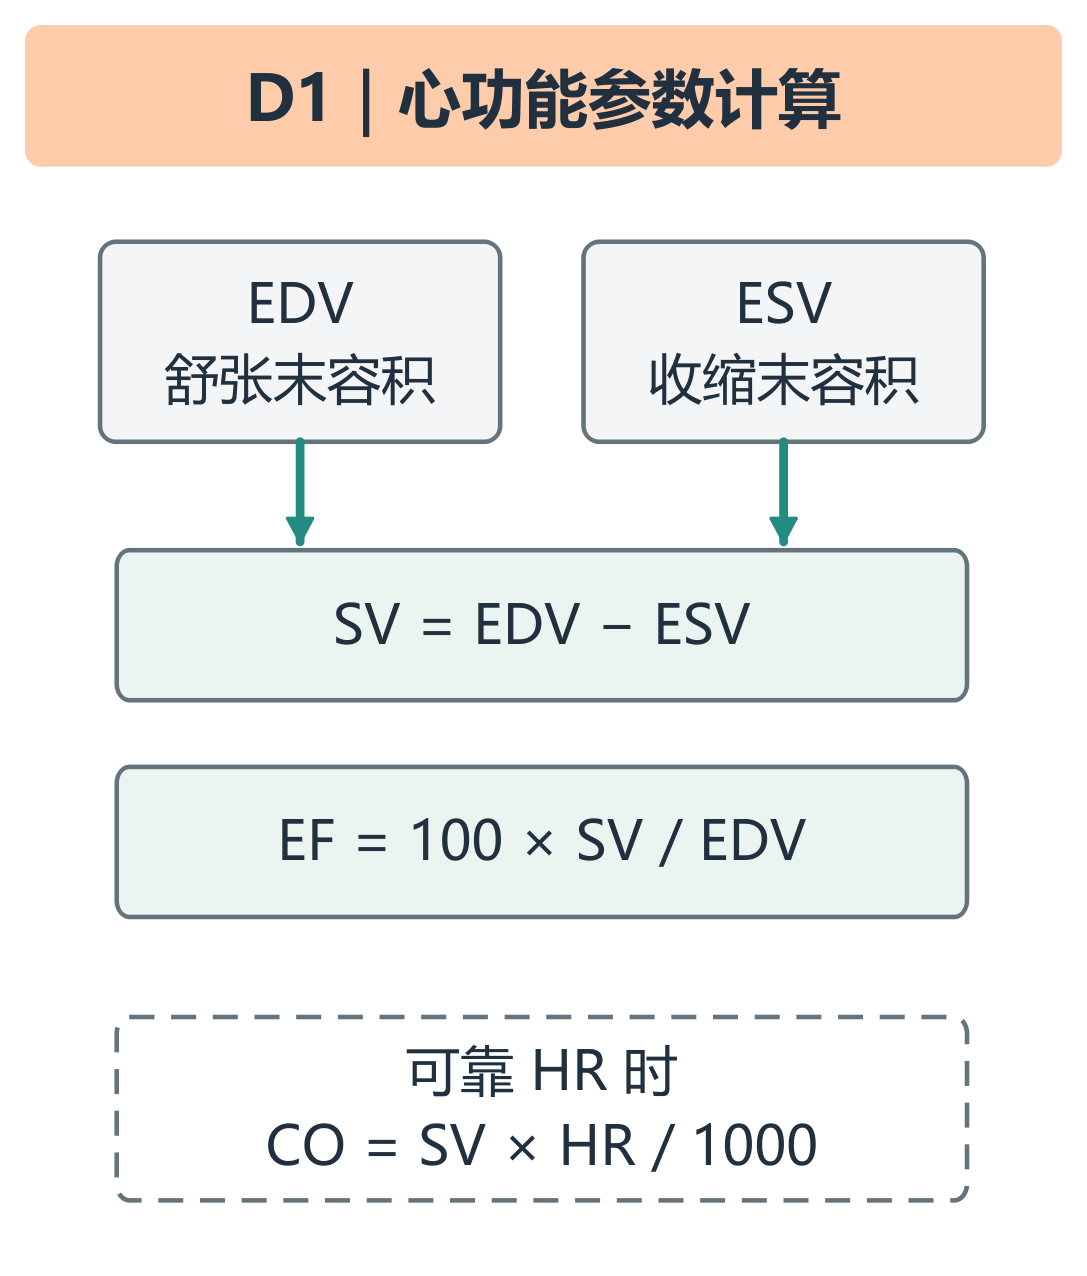 D1｜心功能参数计算
EDV
舒张末容积
ESV
收缩末容积
SV = EDV − ESV
EF = 100 × SV / EDV
可靠 HR 时
CO = SV × HR / 1000